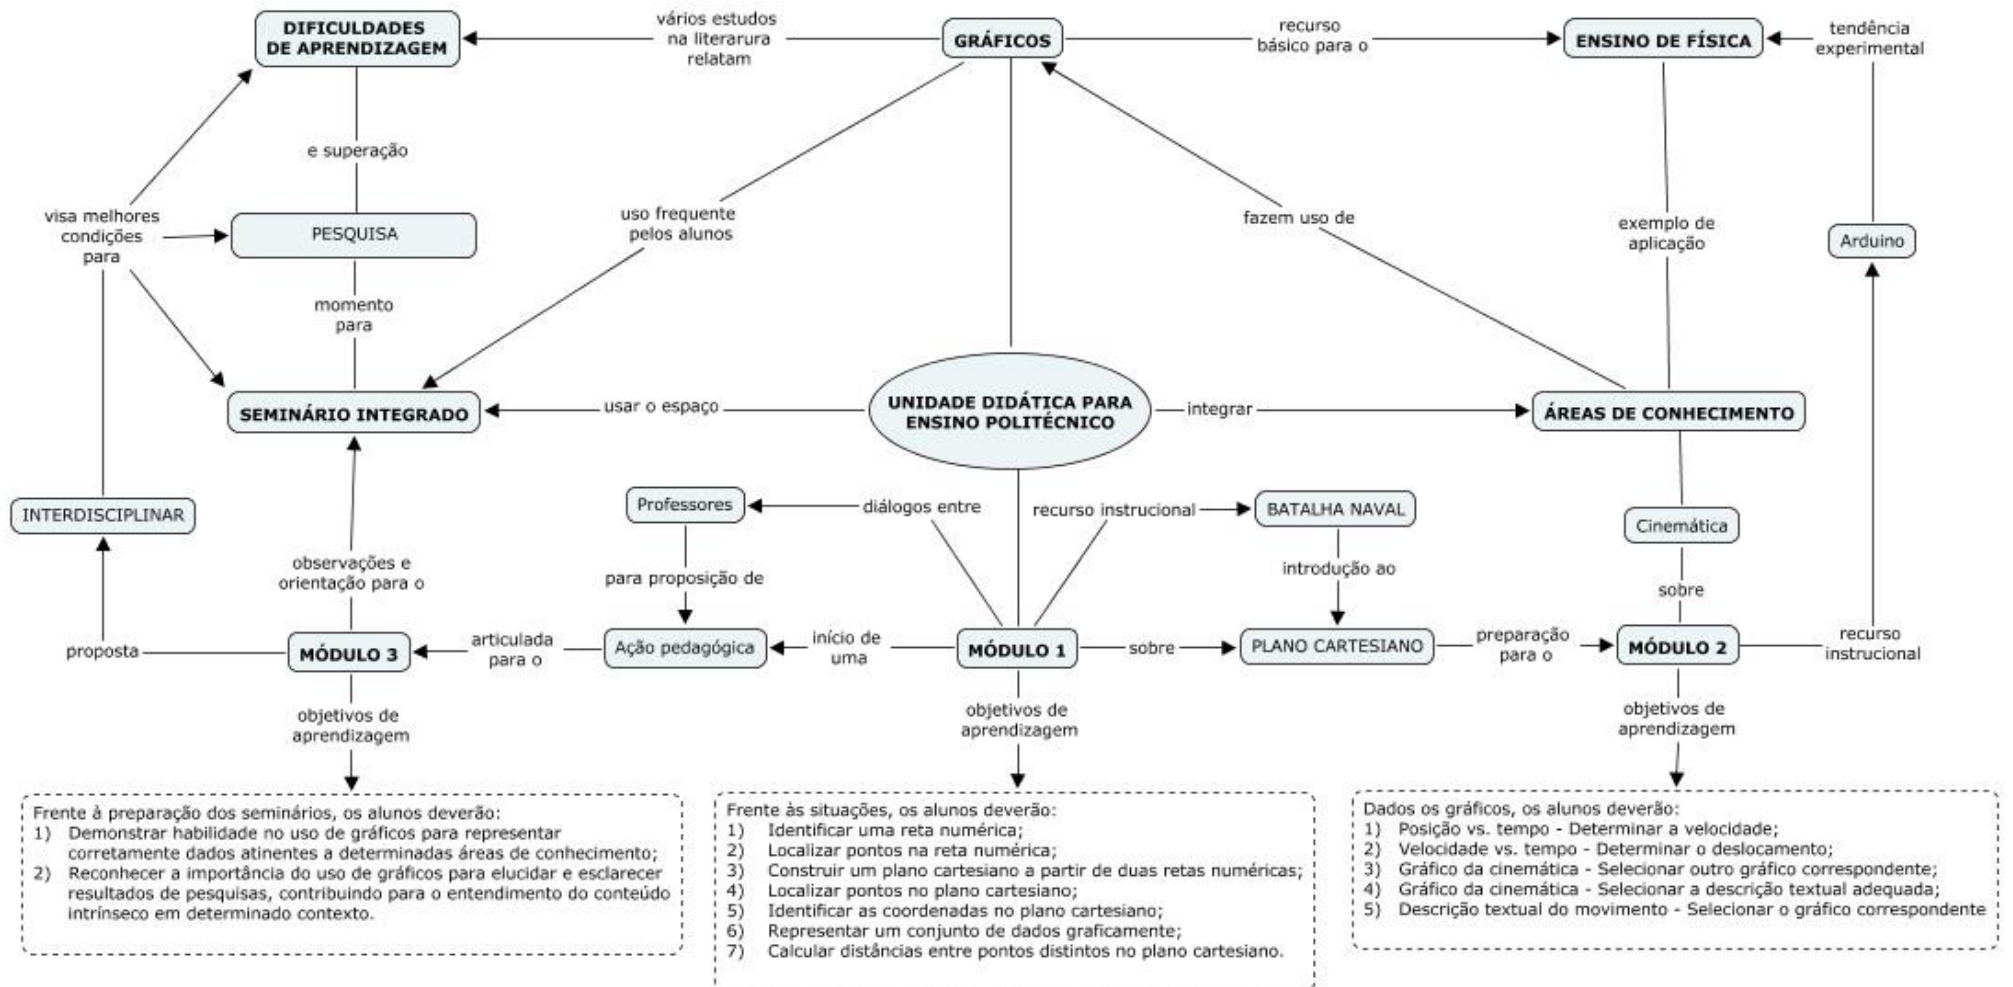 DIFICULDADES
DE APRENDIZAGEM
vários estudos
na literarura
relatam
GRÁFICOS
recurso
básico para o
ENSINO DE FÍSICA
tendência
experimental
e superação
visa melhores
condições
para
PESQUISA
uso frequente
pelos alunos
fazem uso de
exemplo de
aplicação
Arduino
momento
para
SEMINÁRIO INTEGRADO
usar o espaço
UNIDADE DIDÁTICA PARA
ENSINO POLITÉCNICO
integrar
ÁREAS DE CONHECIMENTO
INTERDISCIPLINAR
Professores
diálogos entre
recurso instrucional
BATALHA NAVAL
Cinemática
observações e
orientação para o
para proposição de
introdução ao
sobre
proposta
MÓDULO 3
articulada
para o
Ação pedagógica
início de
uma
MÓDULO 1
sobre
PLANO CARTESIANO
preparação
para o
MÓDULO 2
recurso
instrucional
objetivos de
aprendizagem
objetivos de
aprendizagem
objetivos de
aprendizagem
Frente à preparação dos seminários, os alunos deverão:
1) Demonstrar habilidade no uso de gráficos para representar
corretamente dados atinentes a determinadas áreas de conhecimento;
2) Reconhecer a importância do uso de gráficos para elucidar e esclarecer
resultados de pesquisas, contribuindo para o entendimento do conteúdo
intrínseco em determinado contexto.
Frente às situações, os alunos deverão:
1) Identificar uma reta numérica;
2) Localizar pontos na reta numérica;
3) Construir um plano cartesiano a partir de duas retas numéricas;
4) Localizar pontos no plano cartesiano;
5) Identificar as coordenadas no plano cartesiano;
6) Representar um conjunto de dados graficamente;
7) Calcular distâncias entre pontos distintos no plano cartesiano.
Dados os gráficos, os alunos deverão:
1) Posição vs. tempo - Determinar a velocidade;
2) Velocidade vs. tempo - Determinar o deslocamento;
3) Gráfico da cinemática - Selecionar outro gráfico correspondente;
4) Gráfico da cinemática - Selecionar a descrição textual adequada;
5) Descrição textual do movimento - Selecionar o gráfico correspondente